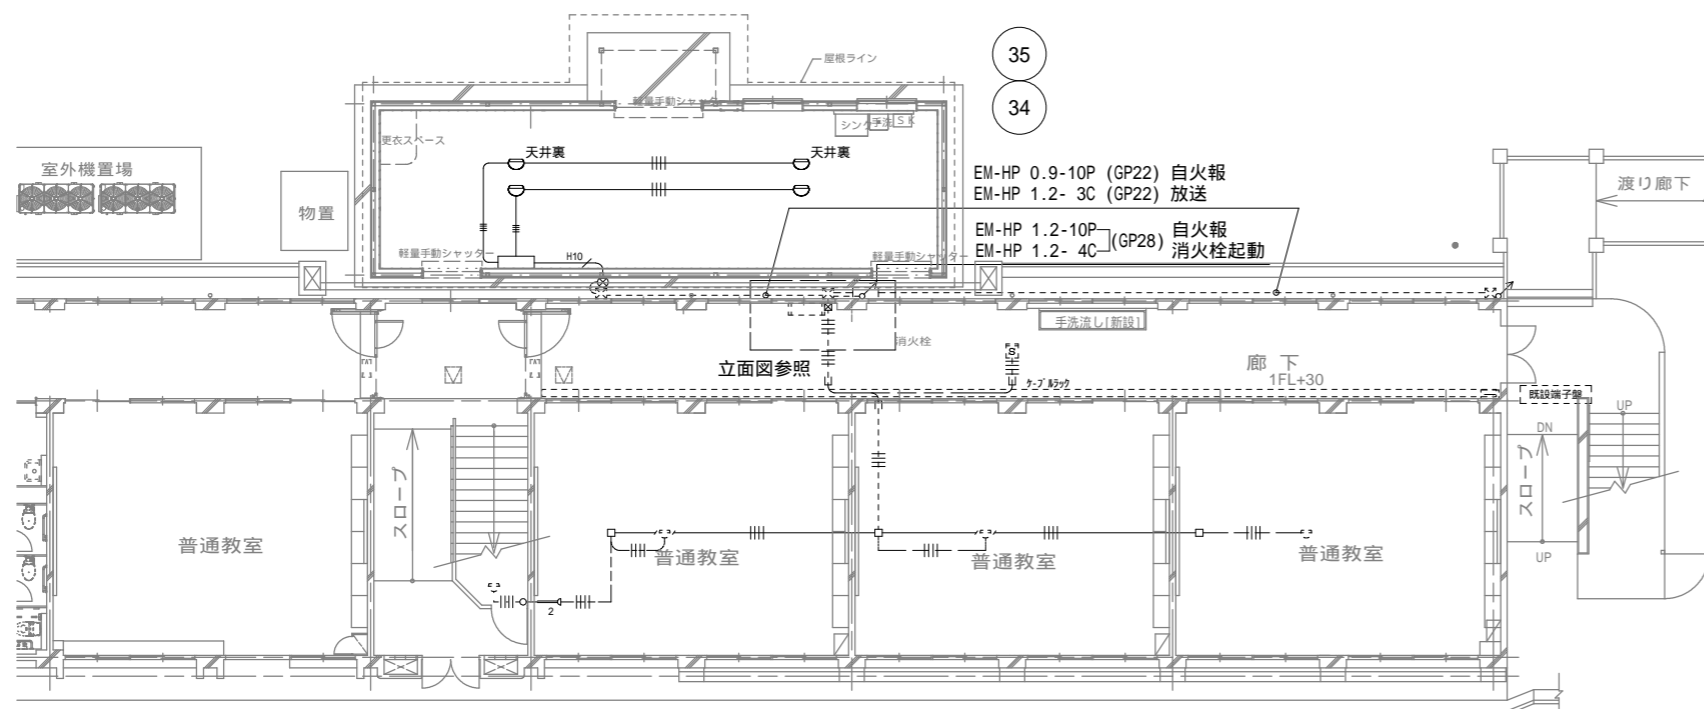 35
34
屋根ライン
軽量手動シャッター
シンク
手洗
SK
更衣スペース
天井裏
天井裏
室外機置場
物置
EM-HP 0.9-10P (GP22) 自火報
EM-HP 1.2- 3C (GP22) 放送
EM-HP 1.2-10P
EM-HP 1.2- 4C
(GP28)
自火報
消火栓起動
渡り廊下
軽量手動シャッター
H10
軽量手動シャッター
手洗流し[新設]
消火栓
立面図参照
S
ケーブルラック
廊下
1FL+30
既設端子盤
UP
DN
スロープ
スロープ
UP
普通教室
普通教室
普通教室
普通教室
2